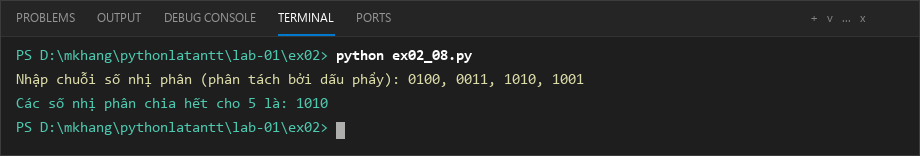 PROBLEMS OUTPUT DEBUG CONSOLE TERMINAL PORTS + v ... x
PS D:\mkhang\pythonlatantt\lab-01\ex02> python ex02_08.py
Nhập chuỗi số nhị phân (phân tách bởi dấu phẩy): 0100, 0011, 1010, 1001
Các số nhị phân chia hết cho 5 là: 1010
PS D:\mkhang\pythonlatantt\lab-01\ex02>